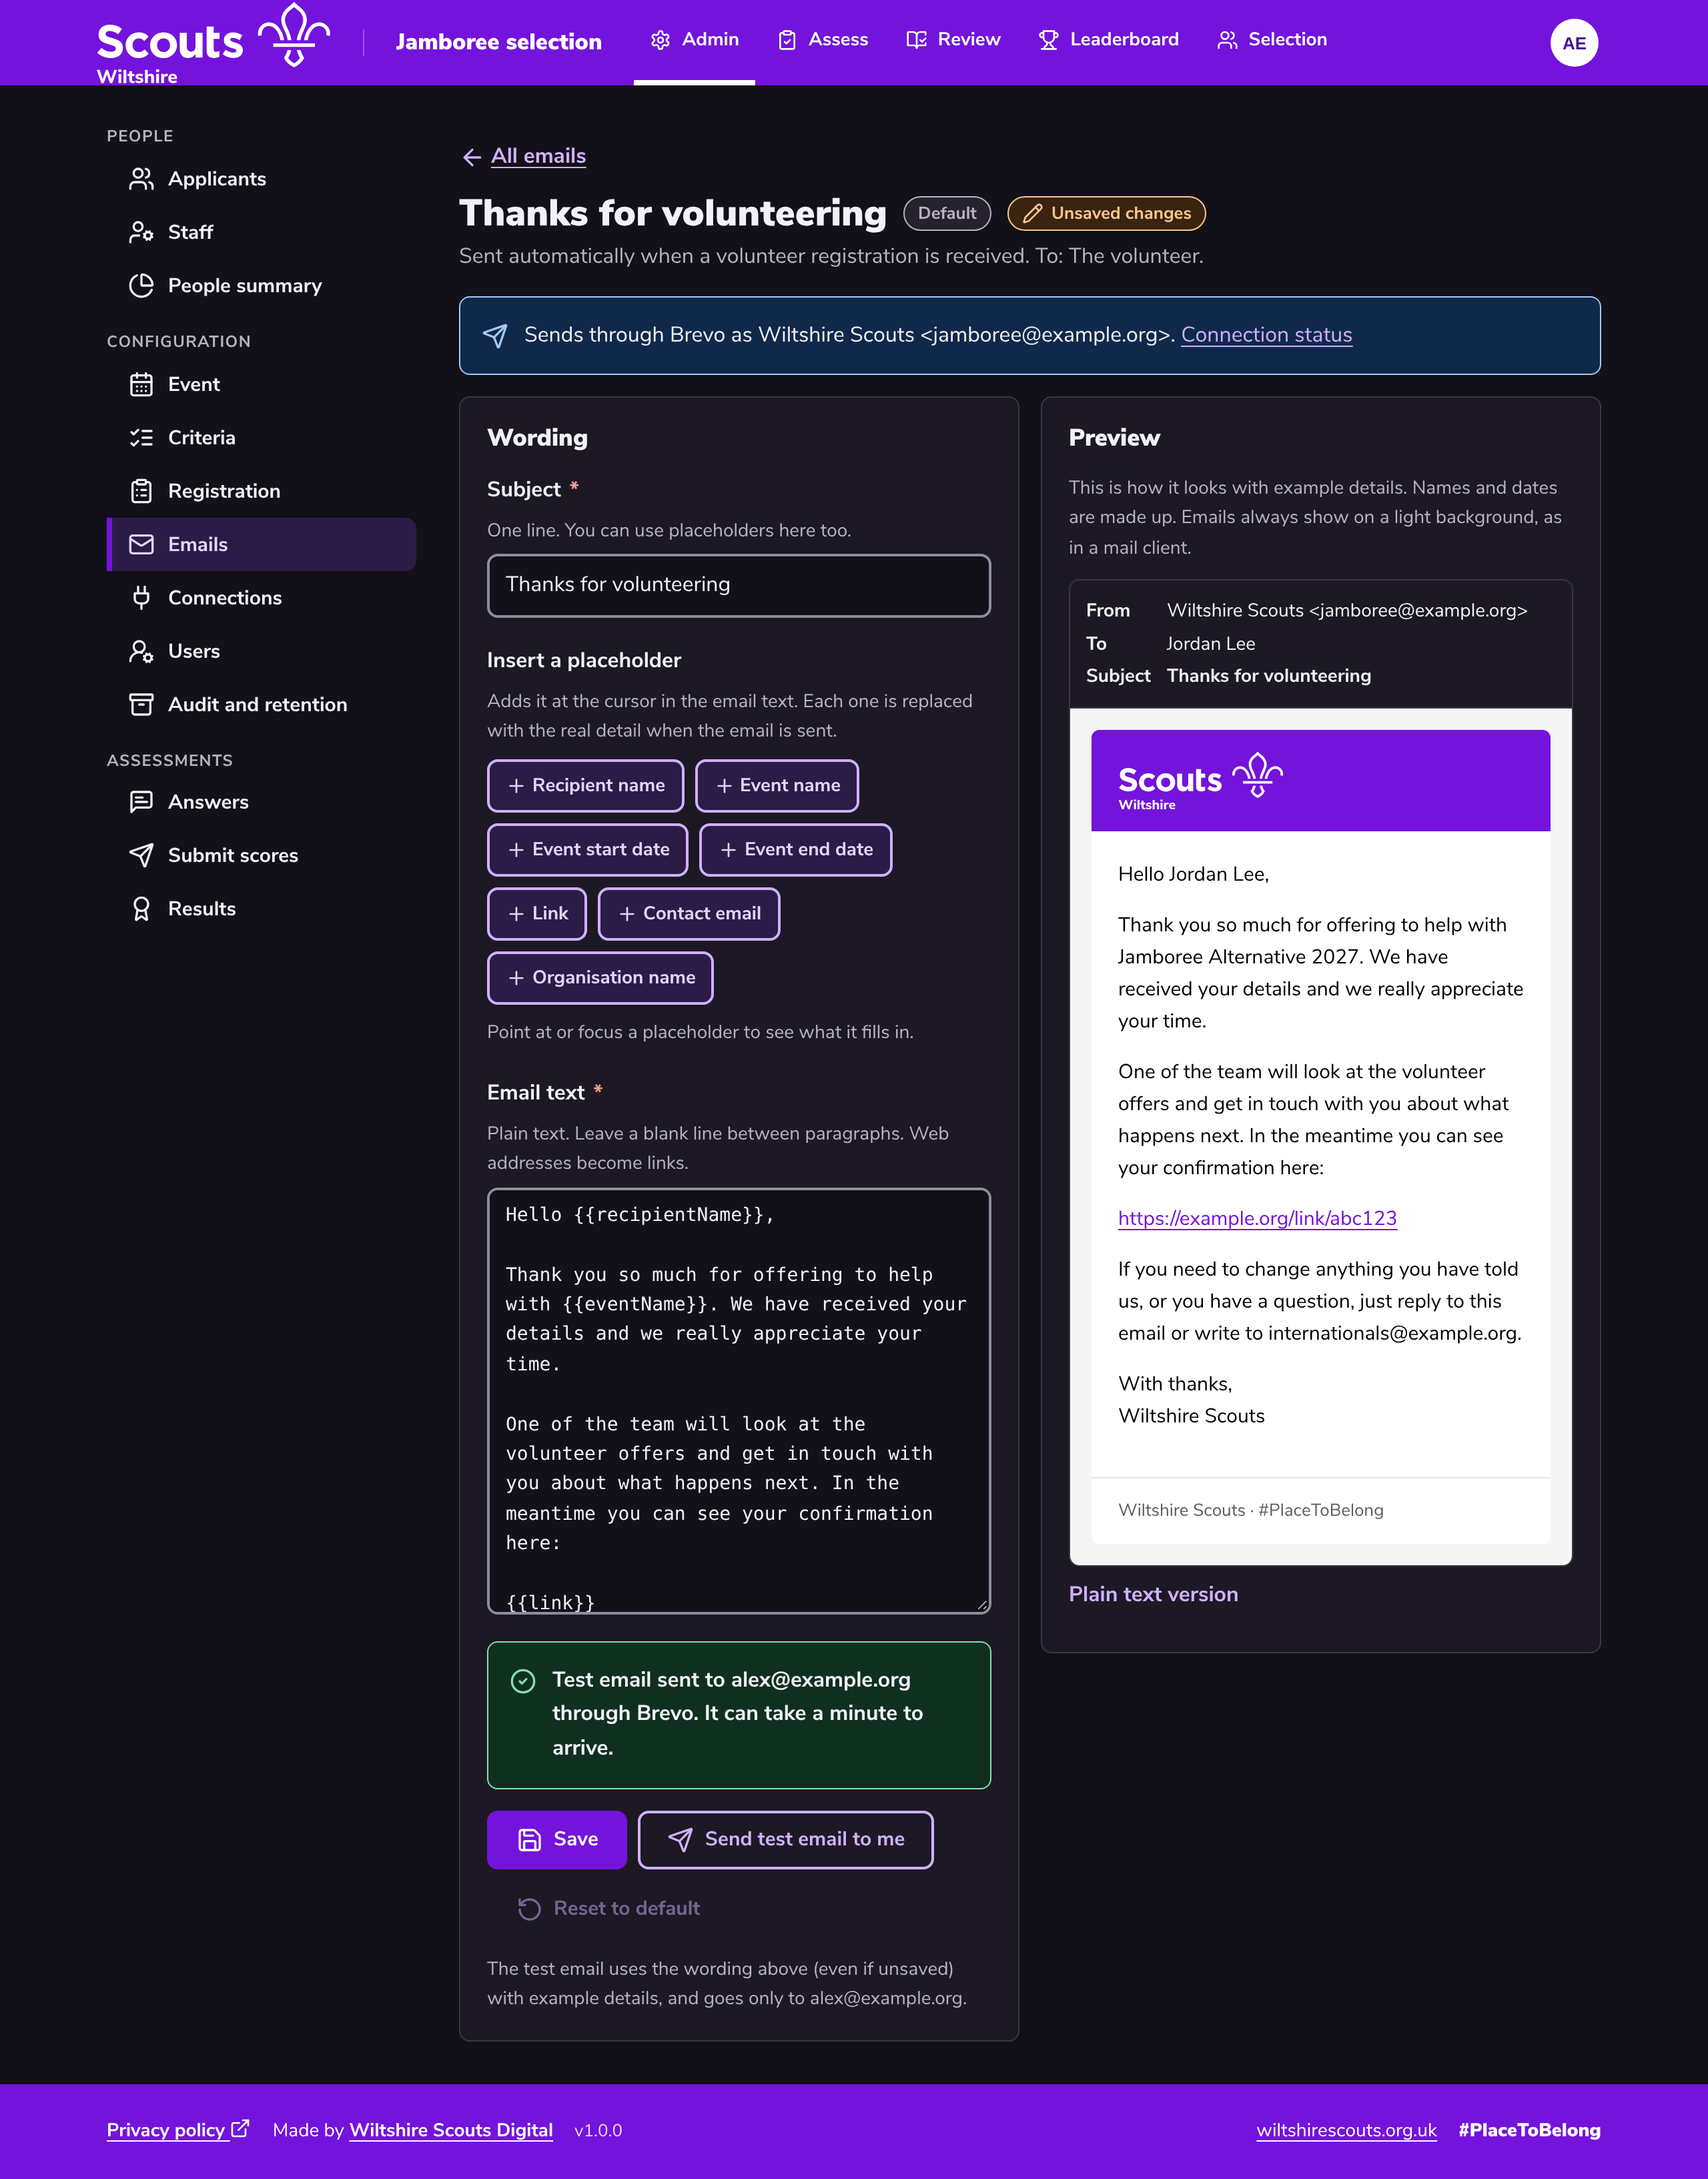 Scouts
Wiltshire
Jamboree selection
Admin
Assess
Review
Leaderboard
Selection
AE
PEOPLE
Applicants
Staff
People summary
CONFIGURATION
Event
Criteria
Registration
Emails
Connections
Users
Audit and retention
ASSESSMENTS
Answers
Submit scores
Results
All emails
Thanks for volunteering
Default
Unsaved changes
Sent automatically when a volunteer registration is received. To: The volunteer.
Sends through Brevo as Wiltshire Scouts <jamboree@example.org>. Connection status
Wording
Subject *
One line. You can use placeholders here too.
Thanks for volunteering
Insert a placeholder
Adds it at the cursor in the email text. Each one is replaced
with the real detail when the email is sent.
Recipient name
Event name
Event start date
Event end date
Link
Contact email
Organisation name
Point at or focus a placeholder to see what it fills in.
Email text *
Plain text. Leave a blank line between paragraphs. Web
addresses become links.
Hello {{recipientName}},
Thank you so much for offering to help
with {{eventName}}. We have received your
details and we really appreciate your
time.
One of the team will look at the
volunteer offers and get in touch with
you about what happens next. In the
meantime you can see your confirmation
here:
{{link}}
Test email sent to alex@example.org
through Brevo. It can take a minute to
arrive.
Save
Send test email to me
Reset to default
The test email uses the wording above (even if unsaved)
with example details, and goes only to alex@example.org.
Preview
This is how it looks with example details. Names and dates
are made up. Emails always show on a light background, as
in a mail client.
From Wiltshire Scouts <jamboree@example.org>
To Jordan Lee
Subject Thanks for volunteering
Scouts
Wiltshire
Hello Jordan Lee,
Thank you so much for offering to help with
Jamboree Alternative 2027. We have
received your details and we really appreciate
your time.
One of the team will look at the volunteer
offers and get in touch with you about what
happens next. In the meantime you can see
your confirmation here:
https://example.org/link/abc123
If you need to change anything you have told
us, or you have a question, just reply to this
email or write to internationals@example.org.
With thanks,
Wiltshire Scouts
Wiltshire Scouts · #PlaceToBelong
Plain text version
Privacy policy
Made by Wiltshire Scouts Digital
v1.0.0
wiltshirescouts.org.uk
#PlaceToBelong